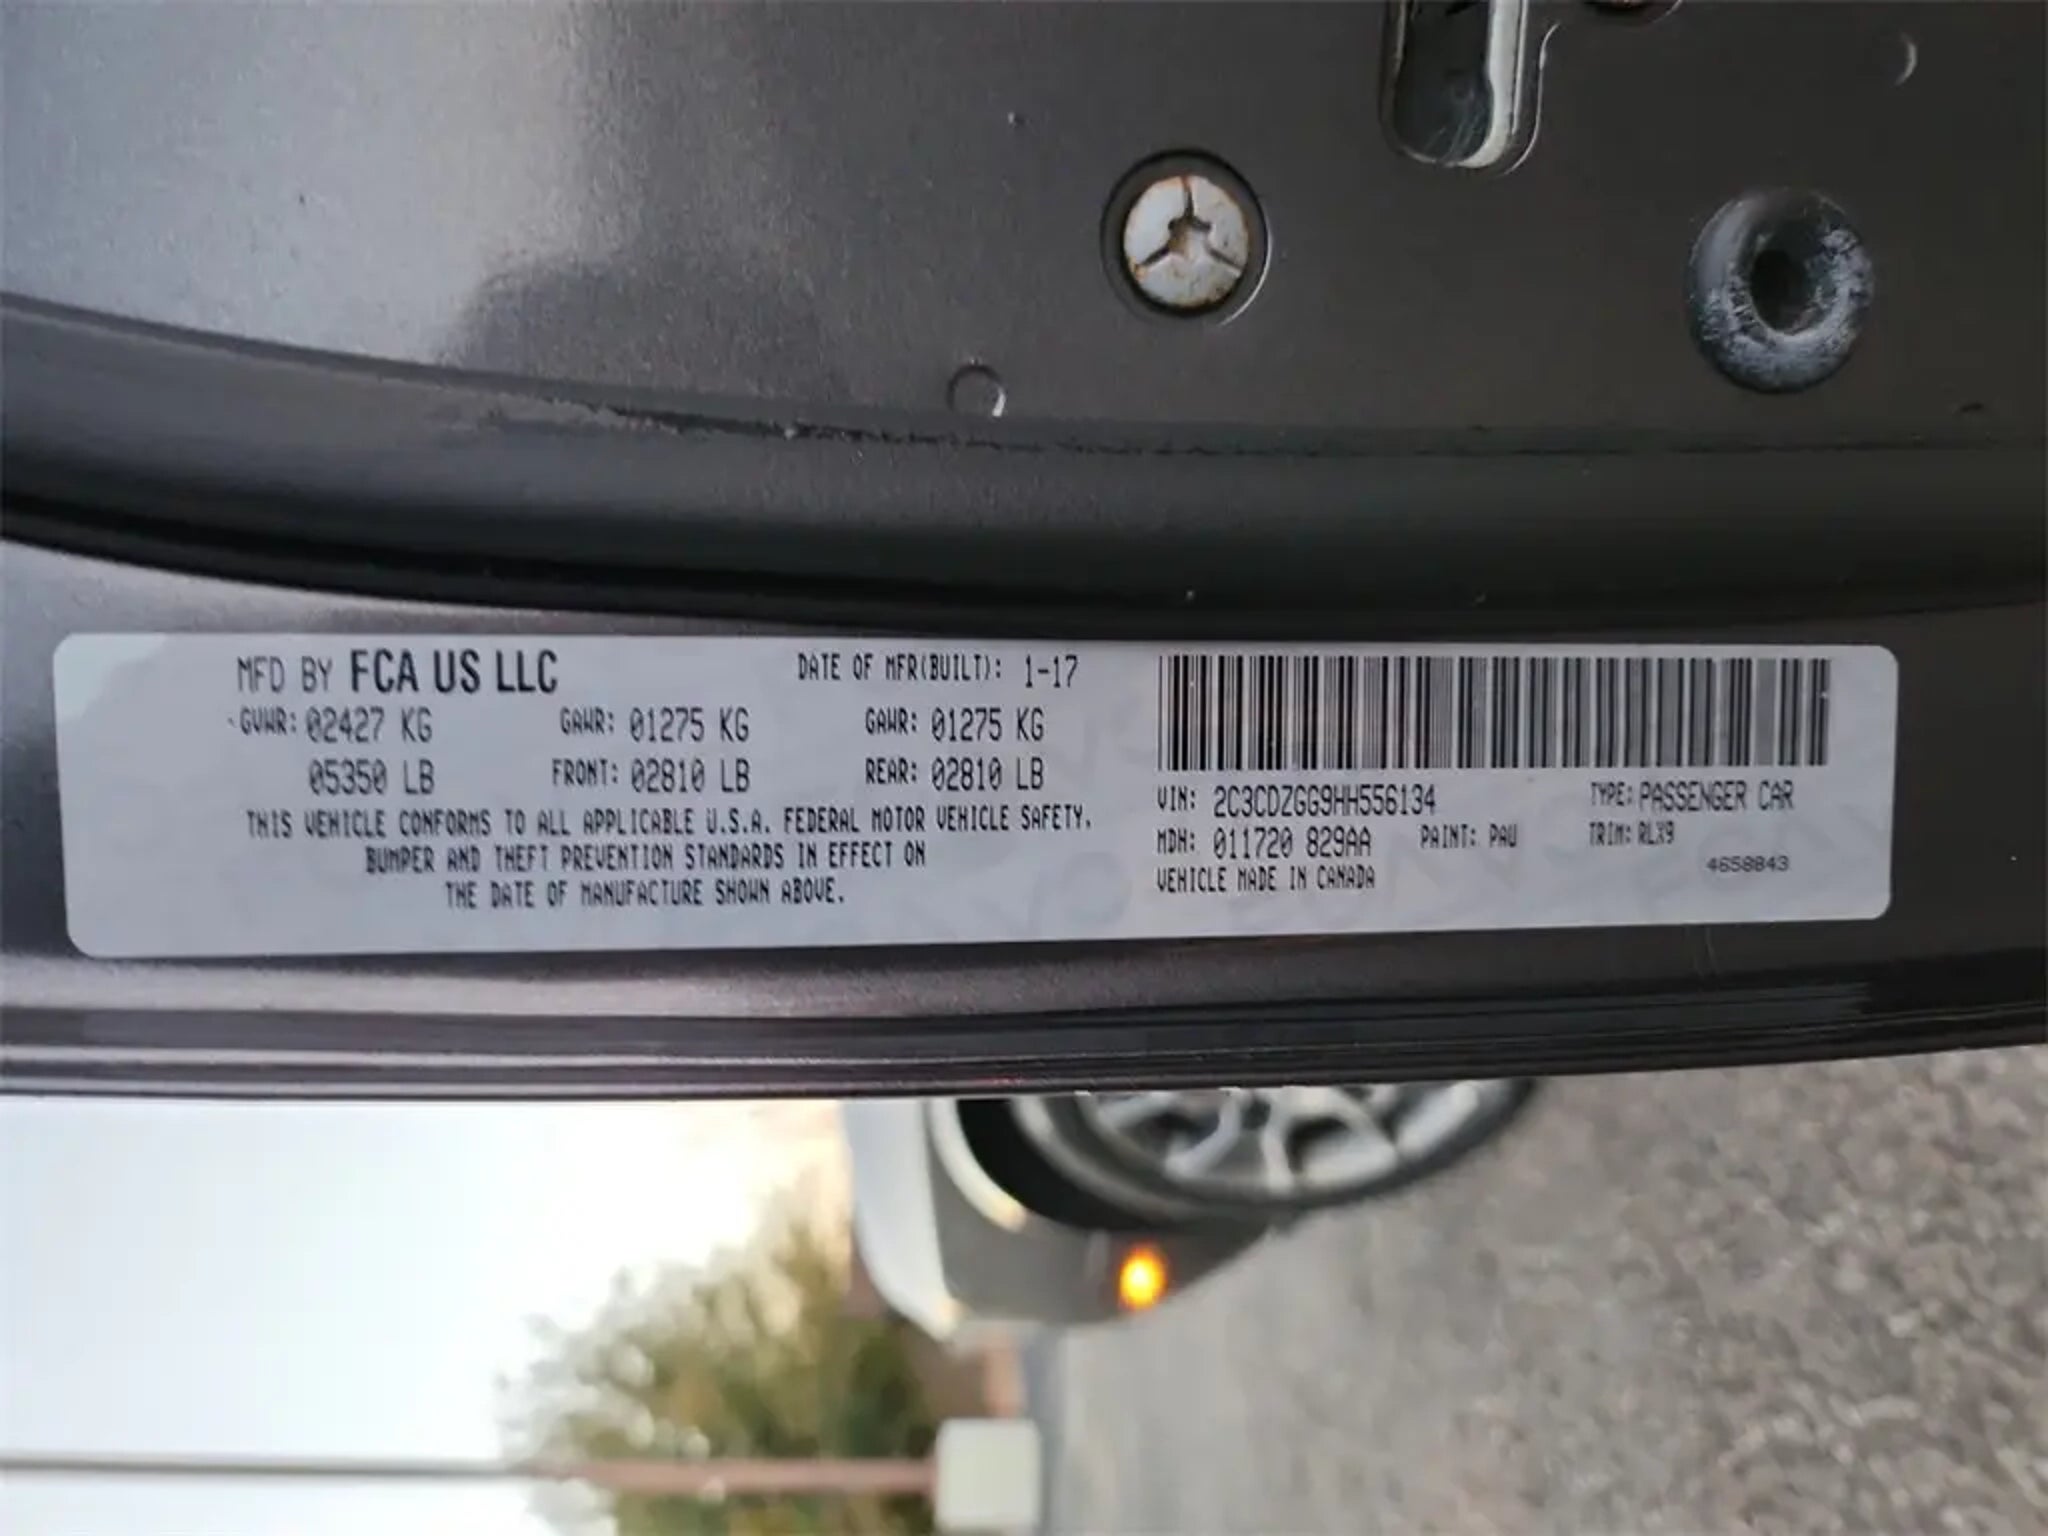 MFD BY FCA US LLC DATE OF MFR(BUILT): 1-17
GVWR: 02427 KG GAWR: 01275 KG GAWR: 01275 KG
05350 LB FRONT: 02810 LB REAR: 02810 LB
THIS VEHICLE CONFORMS TO ALL APPLICABLE U.S.A. FEDERAL MOTOR VEHICLE SAFETY,
BUMPER AND THEFT PREVENTION STANDARDS IN EFFECT ON
THE DATE OF MANUFACTURE SHOWN ABOVE.
VIN: 2C3CDZGG9HH556134 TYPE: PASSENGER CAR
MDH: 011720 829AA PAINT: PAU TRIM: RLX9
VEHICLE MADE IN CANADA 4658843